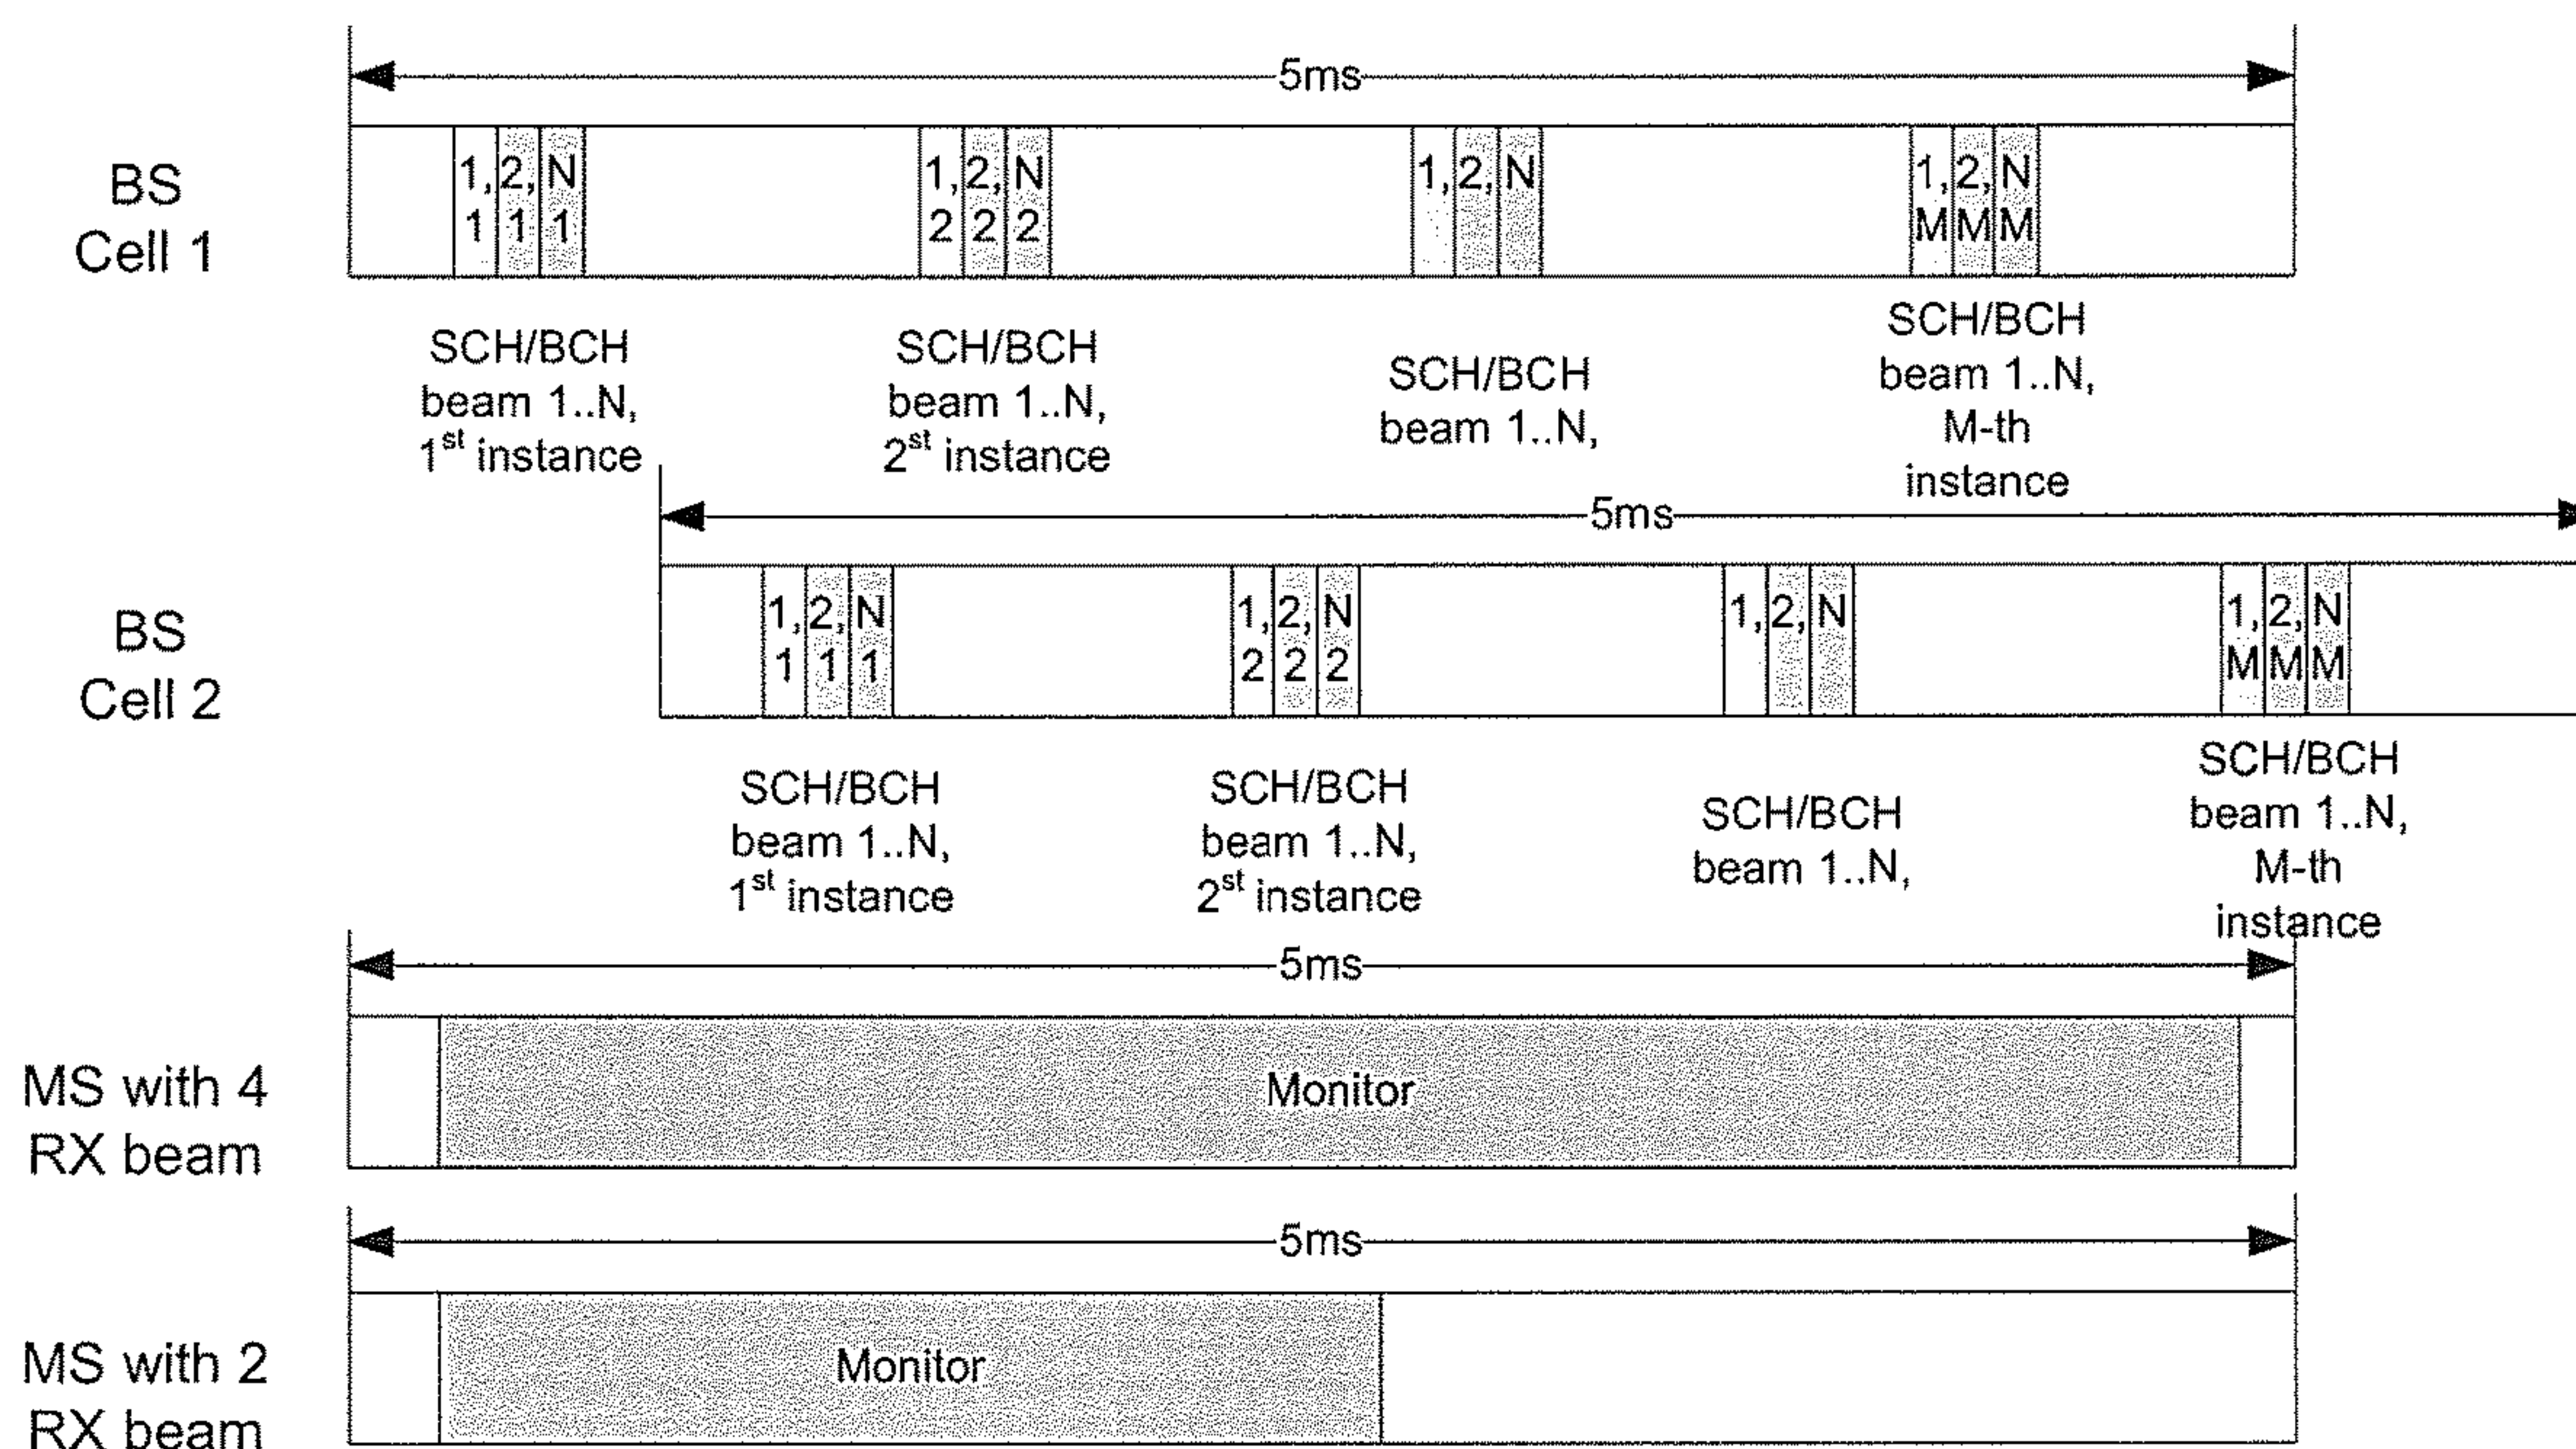 5ms
BS
Cell 1
1, 2, N
1 1 1
1, 2, N
2 2 2
1, 2, N
1, 2, N
M M M
SCH/BCH
beam 1..N,
1st instance
SCH/BCH
beam 1..N,
2st instance
SCH/BCH
beam 1..N,
SCH/BCH
beam 1..N,
M-th
instance
5ms
BS
Cell 2
1, 2, N
1 1 1
1, 2, N
2 2 2
1, 2, N
1, 2, N
M M M
SCH/BCH
beam 1..N,
1st instance
SCH/BCH
beam 1..N,
2st instance
SCH/BCH
beam 1..N,
SCH/BCH
beam 1..N,
M-th
instance
5ms
MS with 4
RX beam
Monitor
5ms
MS with 2
RX beam
Monitor